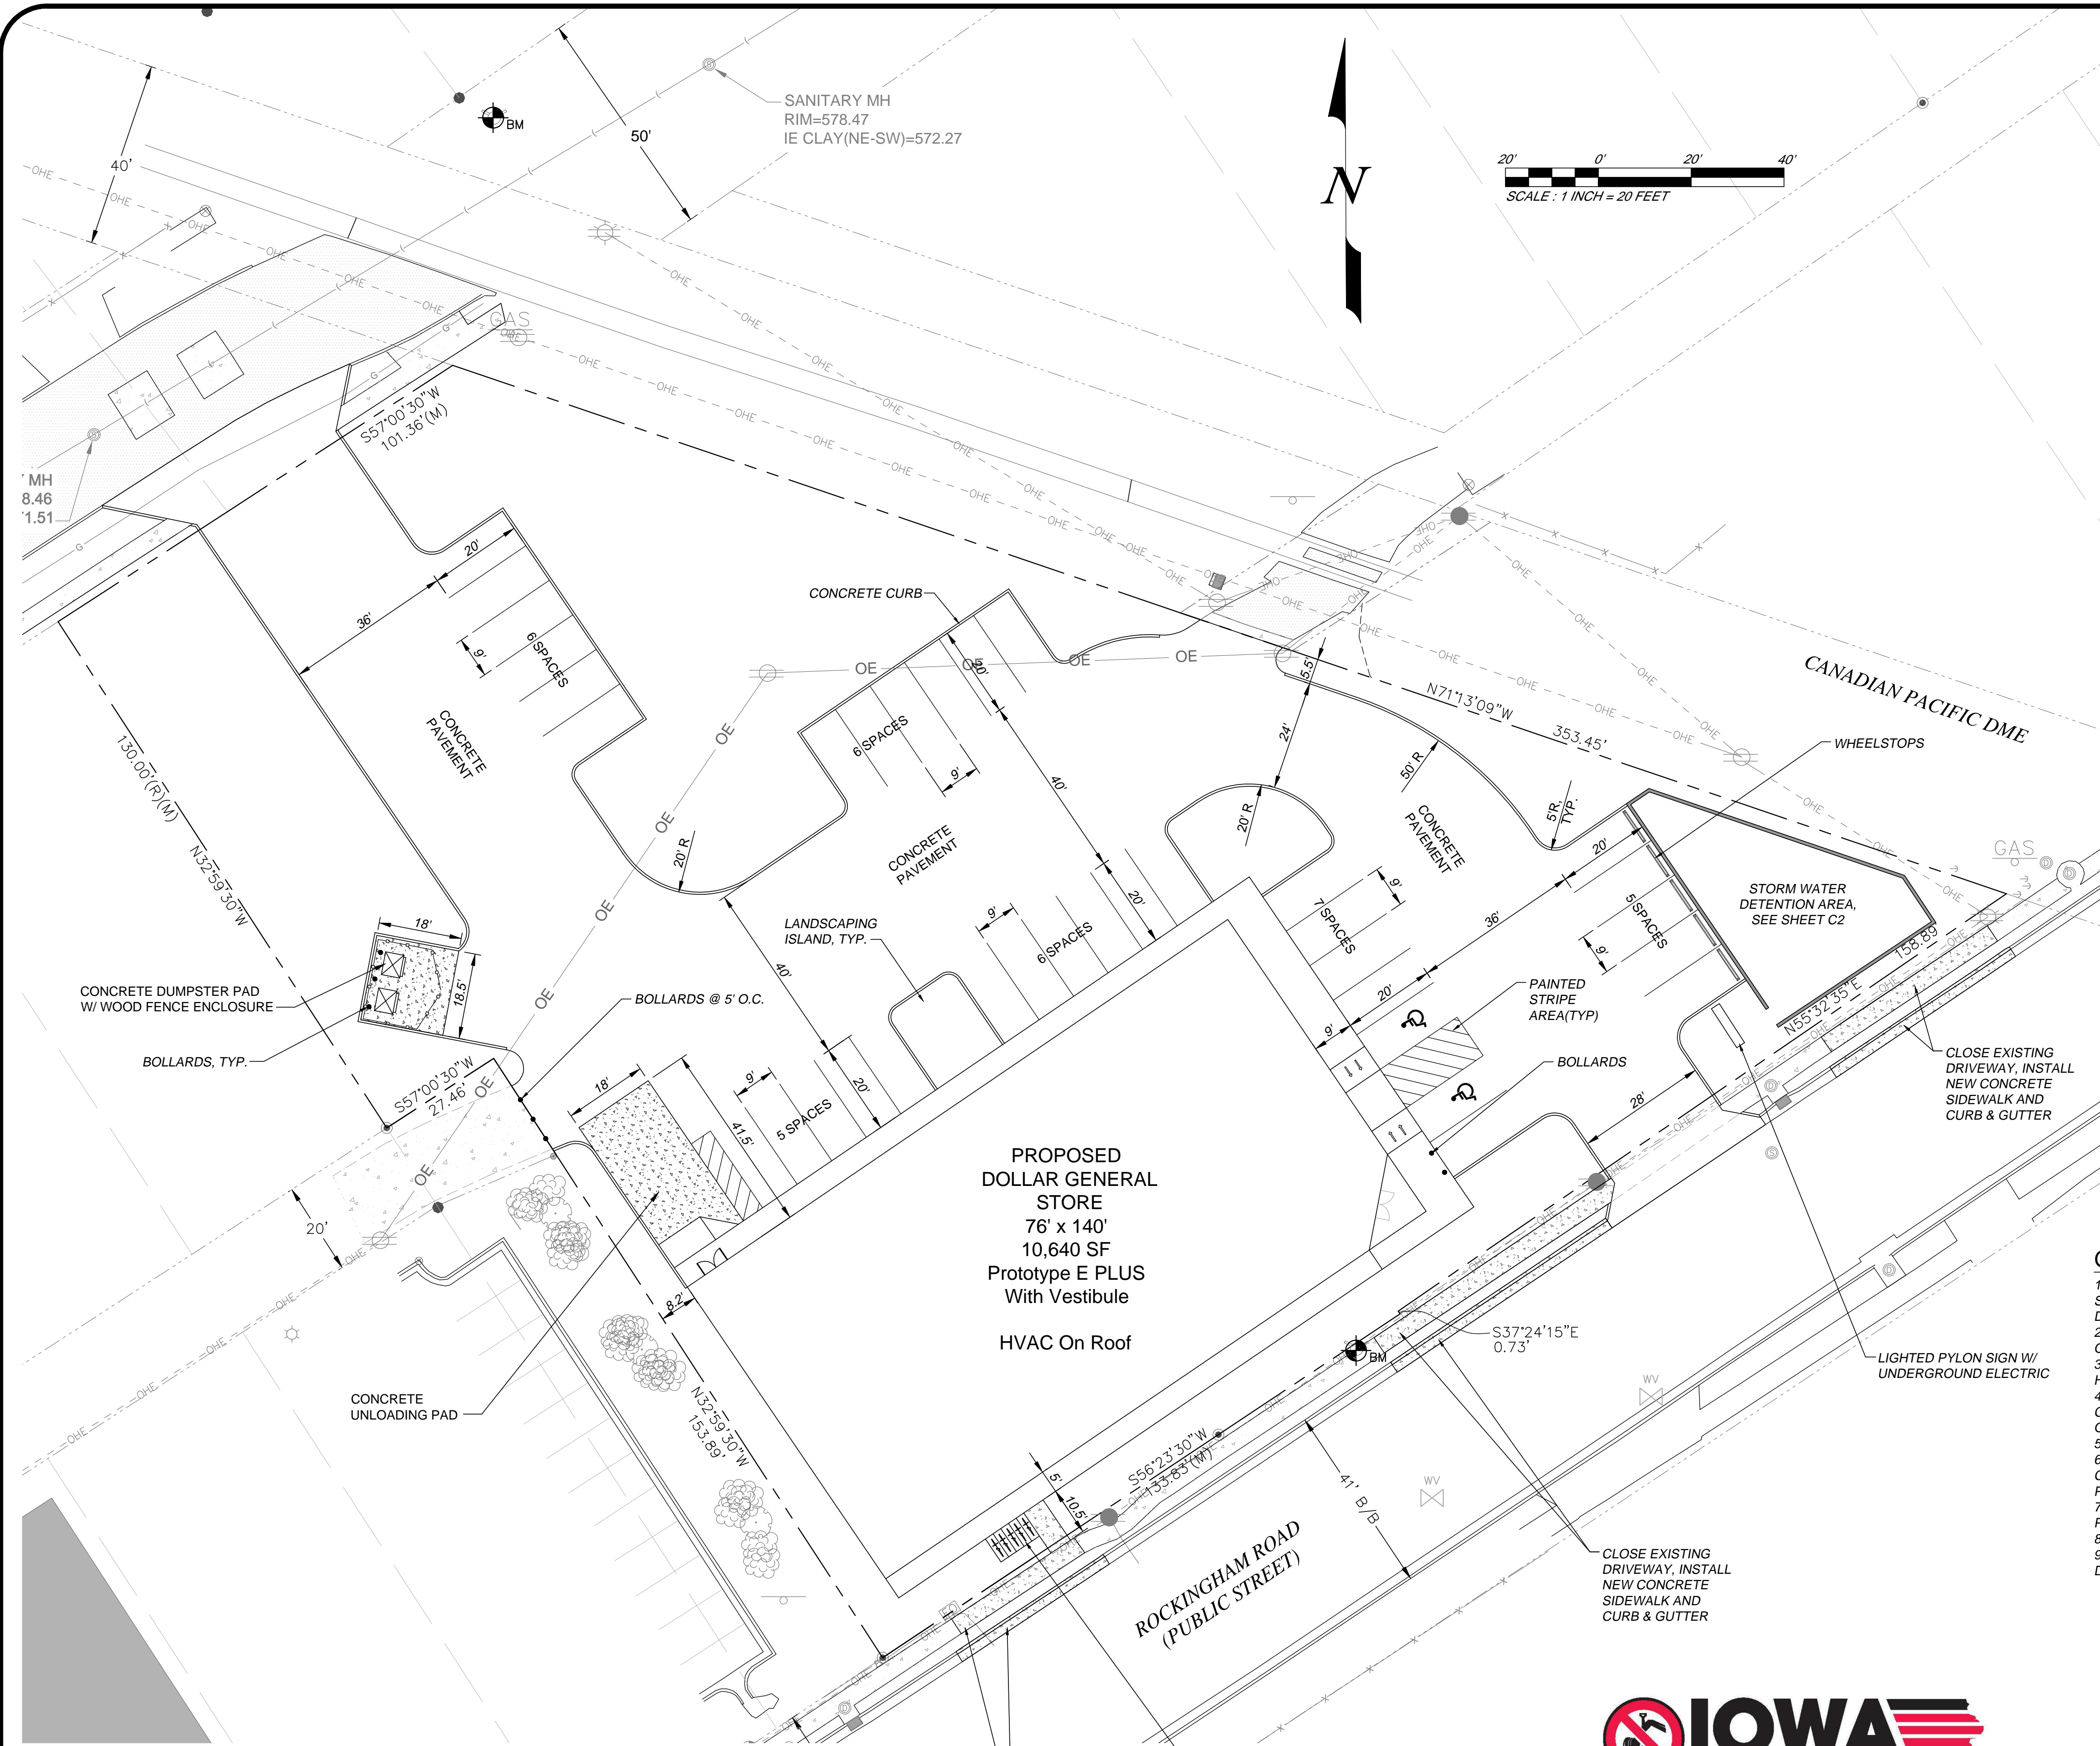 SANITARY MH
RIM=578.47
IE CLAY(NE-SW)=572.27
BM
50'
40'
N
20' 0' 20' 40'
SCALE : 1 INCH = 20 FEET
OHE
GAS
G
S57°00'30"W
101.36'(M)
MH
8.46
1.51
20'
36'
9'
6 SPACES
CONCRETE
PAVEMENT
CONCRETE CURB
OE
OE
OE
OE
20'
6 SPACES
9'
40'
CONCRETE
PAVEMENT
20' R
5.5'
24'
20' R
50' R
5'R,
TYP.
N71°13'09"W
353.45'
CANADIAN PACIFIC DME
WHEELSTOPS
CONCRETE
PAVEMENT
GAS
STORM WATER
DETENTION AREA,
SEE SHEET C2
130.00'(R)(M)
N32°59'30"W
18'
18.5'
CONCRETE DUMPSTER PAD
W/ WOOD FENCE ENCLOSURE
BOLLARDS, TYP.
LANDSCAPING
ISLAND, TYP.
BOLLARDS @ 5' O.C.
9'
6 SPACES
20'
7 SPACES
9'
36'
20'
5 SPACES
9'
20'
9'
PAINTED
STRIPE
AREA(TYP)
BOLLARDS
158.89
N55°32'35"E
CLOSE EXISTING
DRIVEWAY, INSTALL
NEW CONCRETE
SIDEWALK AND
CURB & GUTTER
28'
S57°00'30"W
27.46'
40'
20'
9'
5 SPACES
18'
41.5'
20'
8.2'
PROPOSED
DOLLAR GENERAL
STORE
76' x 140'
10,640 SF
Prototype E PLUS
With Vestibule
HVAC On Roof
CONCRETE
UNLOADING PAD
N32°59'30"W
153.89'
S37°24'15"E
0.73'
BM
LIGHTED PYLON SIGN W/
UNDERGROUND ELECTRIC
WV
WV
S56°23'30"W
133.83'(M)
5'
10.5'
41' B/B
ROCKINGHAM ROAD
(PUBLIC STREET)
CLOSE EXISTING
DRIVEWAY, INSTALL
NEW CONCRETE
SIDEWALK AND
CURB & GUTTER
IOWA